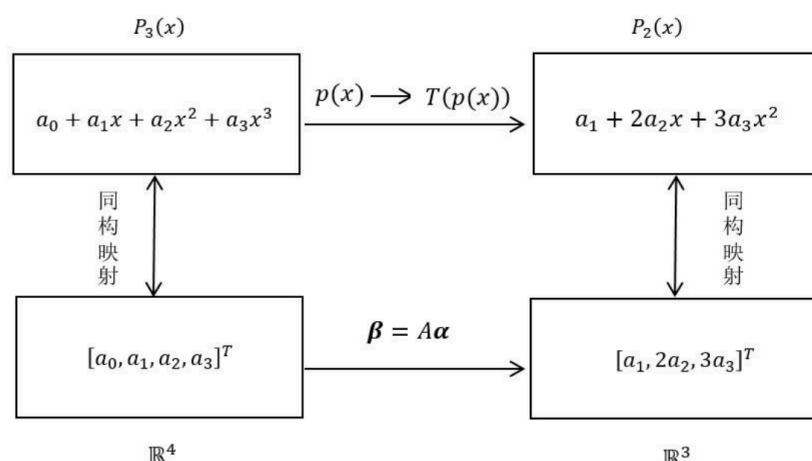 P₃(x)
P₂(x)
a₀ + a₁x + a₂x² + a₃x³
p(x) ⟶ T(p(x))
a₁ + 2a₂x + 3a₃x²
同构映射
同构映射
[a₀, a₁, a₂, a₃]ᵀ
β = Aα
[a₁, 2a₂, 3a₃]ᵀ
ℝ⁴
ℝ³